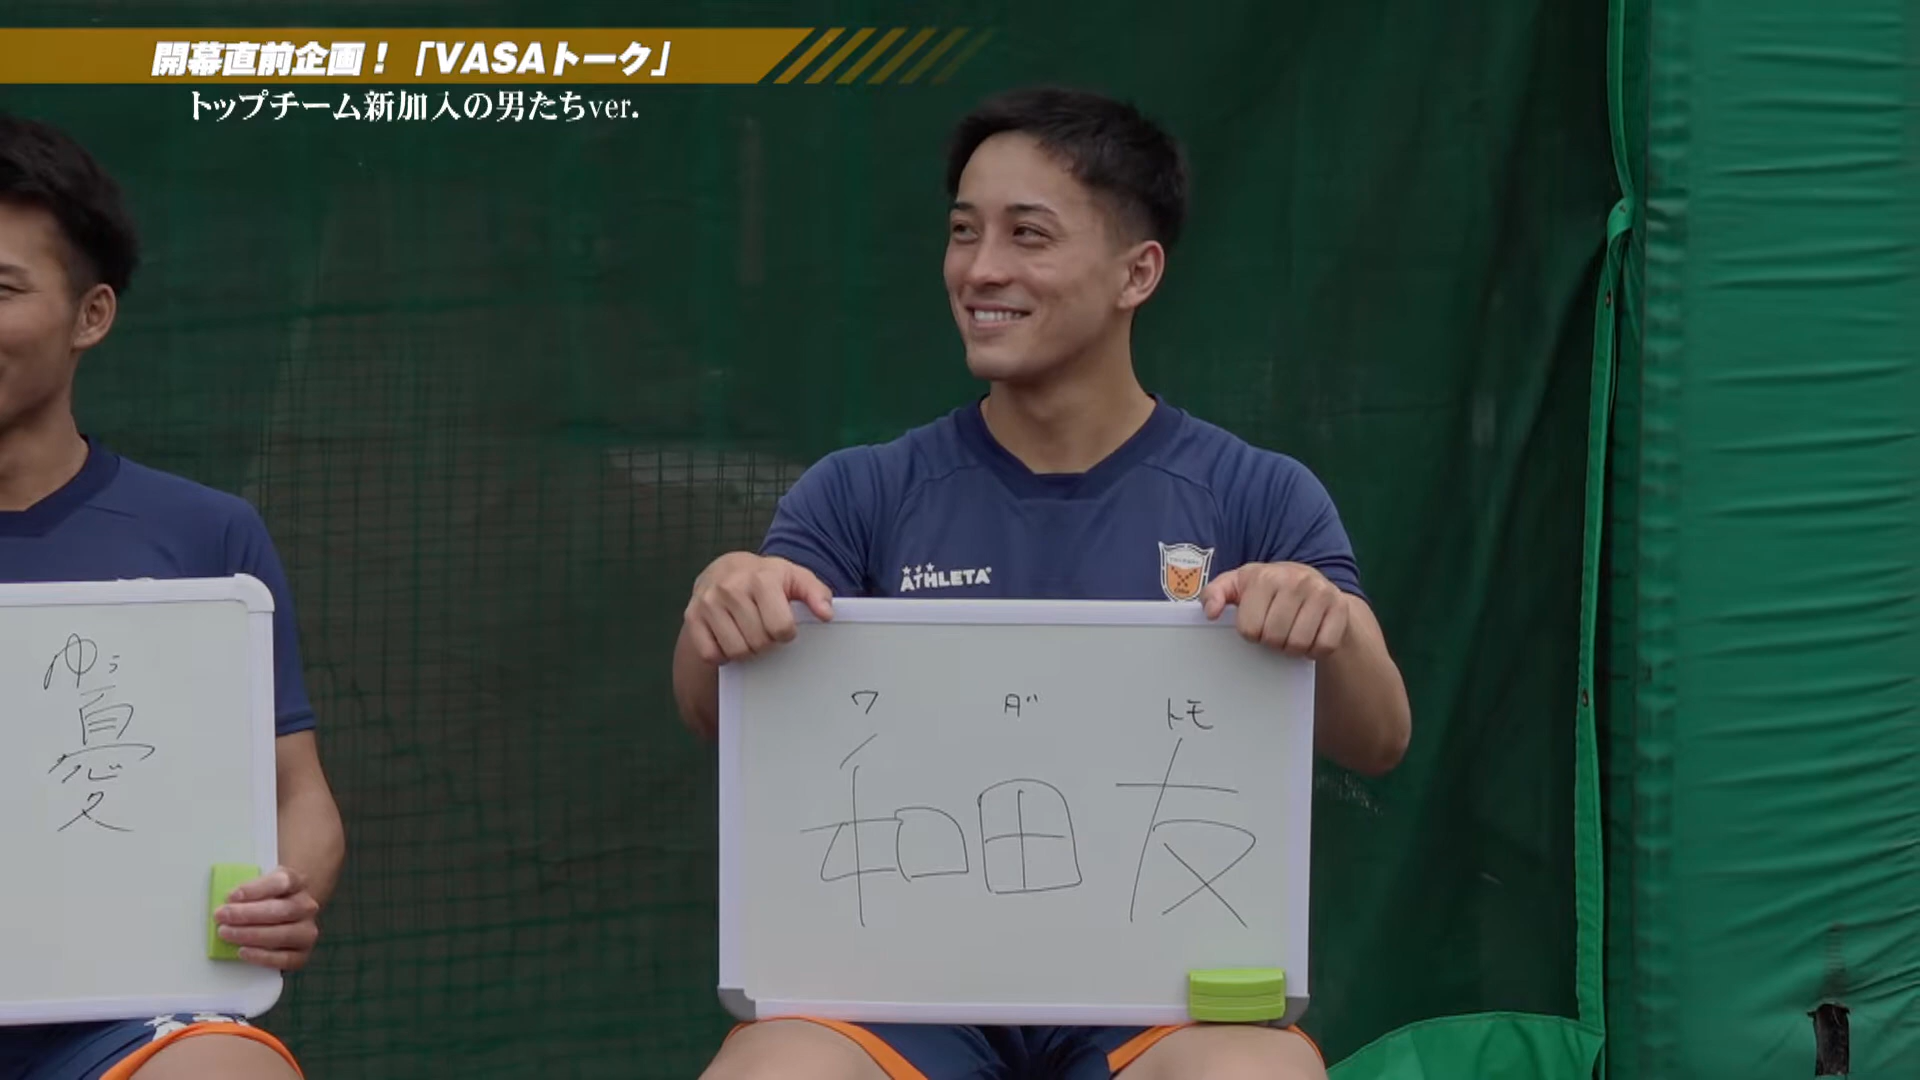 開幕直前企画！「VASAトーク」
トップチーム新加入の男たちver.
ATHLETA
ゆう
憂
ワ ダ トモ
和田友